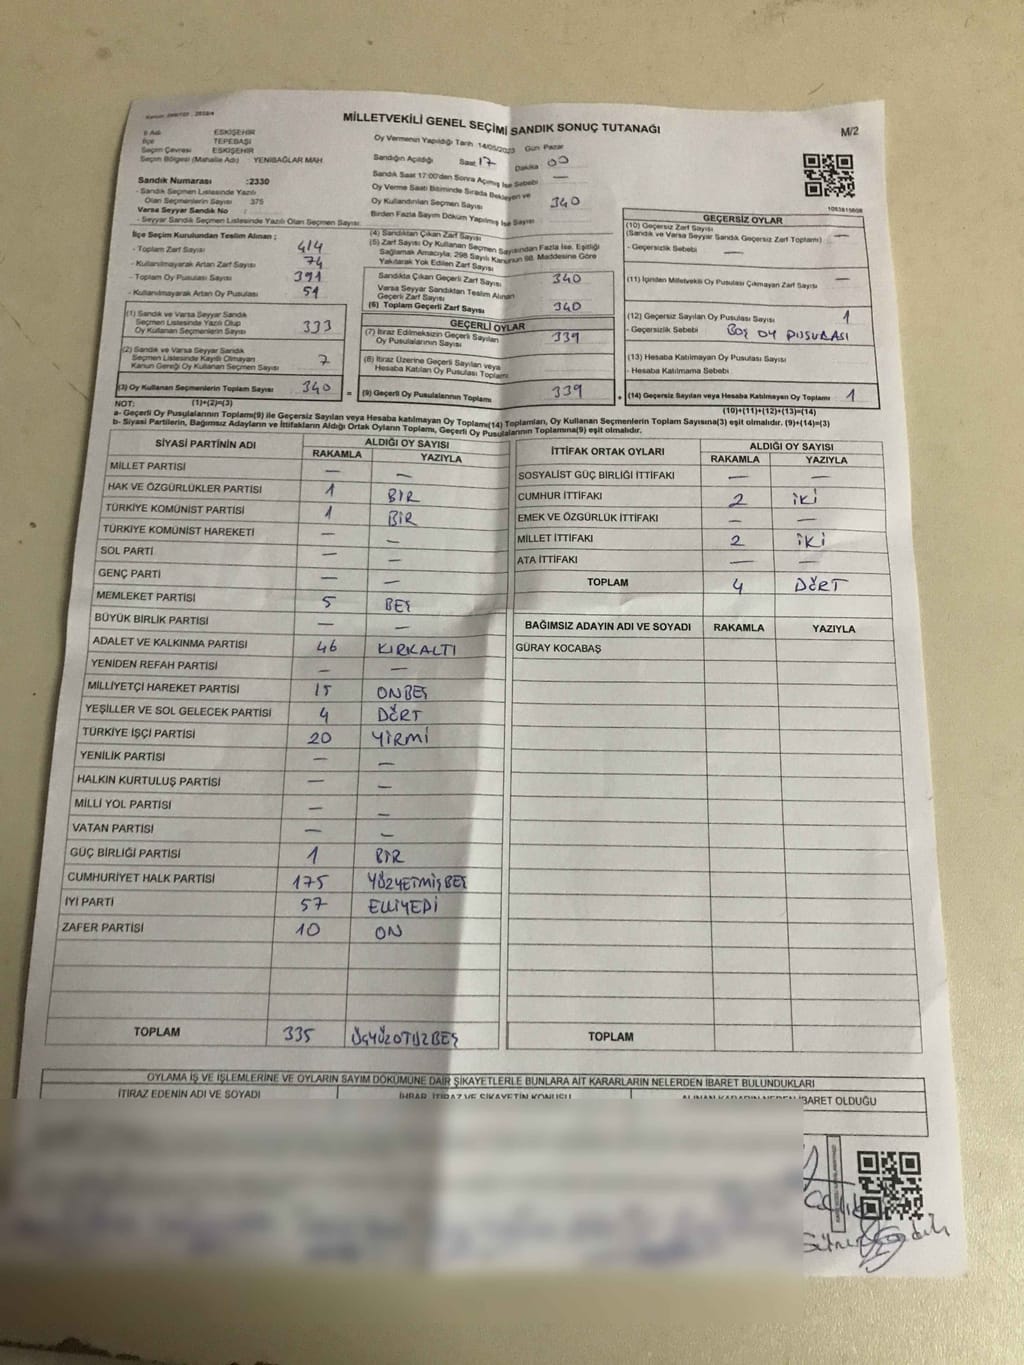 MİLLETVEKİLİ GENEL SEÇİMİ SANDIK SONUÇ TUTANAĞI
M/2
İl Adı ESKİŞEHİR
İlçe TEPEBAŞI
Seçim Çevresi ESKİŞEHİR
Seçim Bölgesi (Mahalle Adı) YENİBAĞLAR MAH.
Sandık Numarası :2330
- Sandık Seçmen Listesinde Yazılı
Olan Seçmenlerin Sayısı 375
Varsa Seyyar Sandık No :
- Seyyar Sandık Seçmen Listesinde Yazılı Olan Seçmen Sayısı:
Oy Vermenin Yapıldığı Tarih 14/05/2023 Gün Pazar
Sandığın Açıldığı Saat 17 Dakika 00
Sandık Saat 17:00'den Sonra Açılmış İse Sebebi —
Oy Verme Saati Bitiminde Sırada Bekleyen ve
Oy Kullandırılan Seçmen Sayısı 340
Birden Fazla Sayım Döküm Yapılmış İse Sayısı
İlçe Seçim Kurulundan Teslim Alınan ;
- Toplam Zarf Sayısı 414
- Kullanılmayarak Artan Zarf Sayısı 74
- Toplam Oy Pusulası Sayısı 391
- Kullanılmayarak Artan Oy Pusulası 51
(1) Sandık ve Varsa Seyyar Sandık
Seçmen Listesinde Yazılı Olup
Oy Kullanan Seçmenlerin Sayısı 333
(2) Sandık ve Varsa Seyyar Sandık
Seçmen Listesinde Kayıtlı Olmayan
Kanun Gereği Oy Kullanan Seçmen Sayısı 7
(3) Oy Kullanan Seçmenlerin Toplam Sayısı 340
(1)+(2)=(3)
(4) Sandıktan Çıkan Zarf Sayısı
(5) Zarf Sayısı Oy Kullanan Seçmen Sayısından Fazla İse, Eşitliği
Sağlamak Amacıyla, 298 Sayılı Kanunun 98. Maddesine Göre
Yakılarak Yok Edilen Zarf Sayısı
Sandıkta Çıkan Geçerli Zarf Sayısı 340
Varsa Seyyar Sandıktan Teslim Alınan
Geçerli Zarf Sayısı
(6) Toplam Geçerli Zarf Sayısı 340
GEÇERLİ OYLAR
(7) İtiraz Edilmeksizin Geçerli Sayılan
Oy Pusulalarının Sayısı 339
(8) İtiraz Üzerine Geçerli Sayılan veya
Hesaba Katılan Oy Pusulası Toplamı
= (9) Geçerli Oy Pusulalarının Toplamı 339
1053815608
GEÇERSİZ OYLAR
(10) Geçersiz Zarf Sayısı
(Sandık ve Varsa Seyyar Sandık Geçersiz Zarf Toplamı) —
- Geçersizlik Sebebi —
(11) İçinden Milletvekili Oy Pusulası Çıkmayan Zarf Sayısı —
(12) Geçersiz Sayılan Oy Pusulası Sayısı 1
- Geçersizlik Sebebi BOŞ OY PUSULASI
(13) Hesaba Katılmayan Oy Pusulası Sayısı
- Hesaba Katılmama Sebebi
+ (14) Geçersiz Sayılan veya Hesaba Katılmayan Oy Toplamı 1
(10)+(11)+(12)+(13)=(14)
NOT:
a- Geçerli Oy Pusulalarının Toplamı(9) ile Geçersiz Sayılan veya Hesaba katılmayan Oy Toplamı(14) Toplamları, Oy Kullanan Seçmenlerin Toplam Sayısına(3) eşit olmalıdır. (9)+(14)=(3)
b- Siyasi Partilerin, Bağımsız Adayların ve İttifakların Aldığı Ortak Oyların Toplamı, Geçerli Oy Pusulalarının Toplamına(9) eşit olmalıdır.
SİYASİ PARTİNİN ADI ALDIĞI OY SAYISI
RAKAMLA YAZIYLA
MİLLET PARTİSİ — —
HAK VE ÖZGÜRLÜKLER PARTİSİ 1 BİR
TÜRKİYE KOMÜNİST PARTİSİ 1 BİR
TÜRKİYE KOMÜNİST HAREKETİ — —
SOL PARTİ — —
GENÇ PARTİ — —
MEMLEKET PARTİSİ 5 BEŞ
BÜYÜK BİRLİK PARTİSİ — —
ADALET VE KALKINMA PARTİSİ 46 KIRKALTI
YENİDEN REFAH PARTİSİ — —
MİLLİYETÇİ HAREKET PARTİSİ 15 ONBEŞ
YEŞİLLER VE SOL GELECEK PARTİSİ 4 DÖRT
TÜRKİYE İŞÇİ PARTİSİ 20 YİRMİ
YENİLİK PARTİSİ — —
HALKIN KURTULUŞ PARTİSİ — —
MİLLİ YOL PARTİSİ — —
VATAN PARTİSİ — —
GÜÇ BİRLİĞİ PARTİSİ 1 BİR
CUMHURİYET HALK PARTİSİ 175 YÜZYETMİŞBEŞ
İYİ PARTİ 57 ELLİYEDİ
ZAFER PARTİSİ 10 ON
TOPLAM 335 ÜÇYÜZOTUZBEŞ
İTTİFAK ORTAK OYLARI ALDIĞI OY SAYISI
RAKAMLA YAZIYLA
SOSYALİST GÜÇ BİRLİĞİ İTTİFAKI — —
CUMHUR İTTİFAKI 2 İKİ
EMEK VE ÖZGÜRLÜK İTTİFAKI — —
MİLLET İTTİFAKI 2 İKİ
ATA İTTİFAKI — —
TOPLAM 4 DÖRT
BAĞIMSIZ ADAYIN ADI VE SOYADI RAKAMLA YAZIYLA
GÜRAY KOCABAŞ
TOPLAM
OYLAMA İŞ VE İŞLEMLERİNE VE OYLARIN SAYIM DÖKÜMÜNE DAİR ŞİKAYETLERLE BUNLARA AİT KARARLARIN NELERDEN İBARET BULUNDUKLARI
İTİRAZ EDENİN ADI VE SOYADI İHBAR, İTİRAZ VE ŞİKAYETİN KONUSU ALINAN KARARIN NEDEN İBARET OLDUĞU